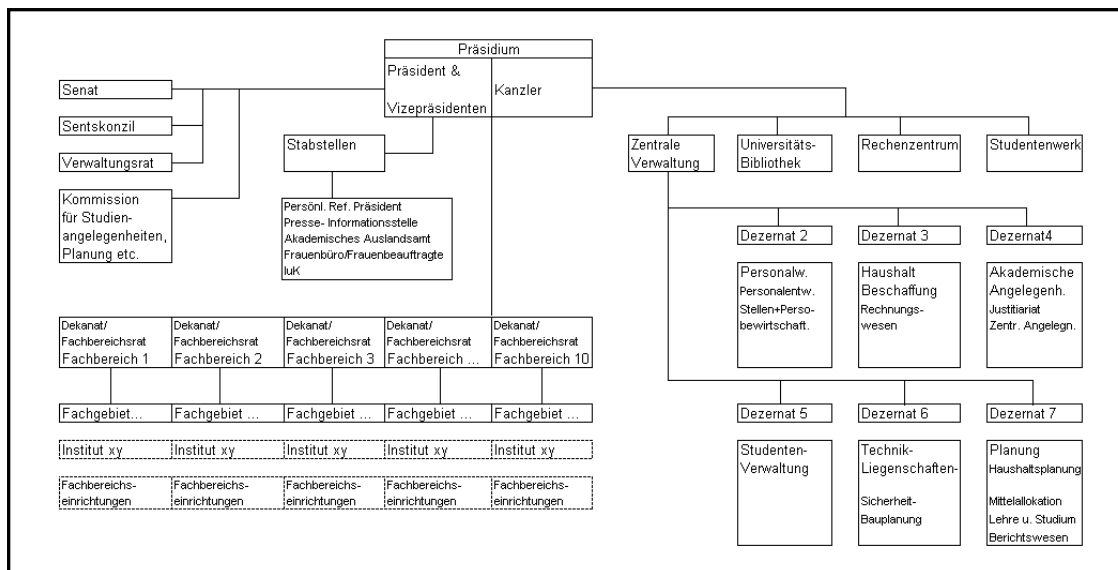 Präsidium
Präsident &
Vizepräsidenten
Kanzler
Senat
Sentskonzil
Verwaltungsrat
Kommission
für Studien-
angelegenheiten,
Planung etc.
Stabstellen
Persönl. Ref. Präsident
Presse- Informationsstelle
Akademisches Auslandsamt
Frauenbüro/Frauenbeauftragte
IuK
Zentrale
Verwaltung
Universitäts-
Bibliothek
Rechenzentrum
Studentenwerk
Dezernat 2
Dezernat 3
Dezernat4
Personalw.
Personalentw.
Stellen+Perso-
bewirtschaft.
Haushalt
Beschaffung
Rechnungs-
wesen
Akademische
Angelegenh.
Justitiariat
Zentr. Angelegn.
Dekanat/
Fachbereichsrat
Fachbereich 1
Dekanat/
Fachbereichsrat
Fachbereich 2
Dekanat/
Fachbereichsrat
Fachbereich 3
Dekanat/
Fachbereichsrat
Fachbereich ...
Dekanat/
Fachbereichsrat
Fachbereich 10
Fachgebiet...
Fachgebiet ...
Fachgebiet ...
Fachgebiet ...
Fachgebiet ...
Institut xy
Institut xy
Institut xy
Institut xy
Institut xy
Fachbereichs-
einrichtungen
Fachbereichs-
einrichtungen
Fachbereichs-
einrichtungen
Fachbereichs-
einrichtungen
Fachbereichs-
einrichtungen
Dezernat 5
Dezernat 6
Dezernat 7
Studenten-
Verwaltung
Technik-
Liegenschaften-
Sicherheit-
Bauplanung
Planung
Haushaltsplanung
Mittelallokation
Lehre u. Studium
Berichtswesen